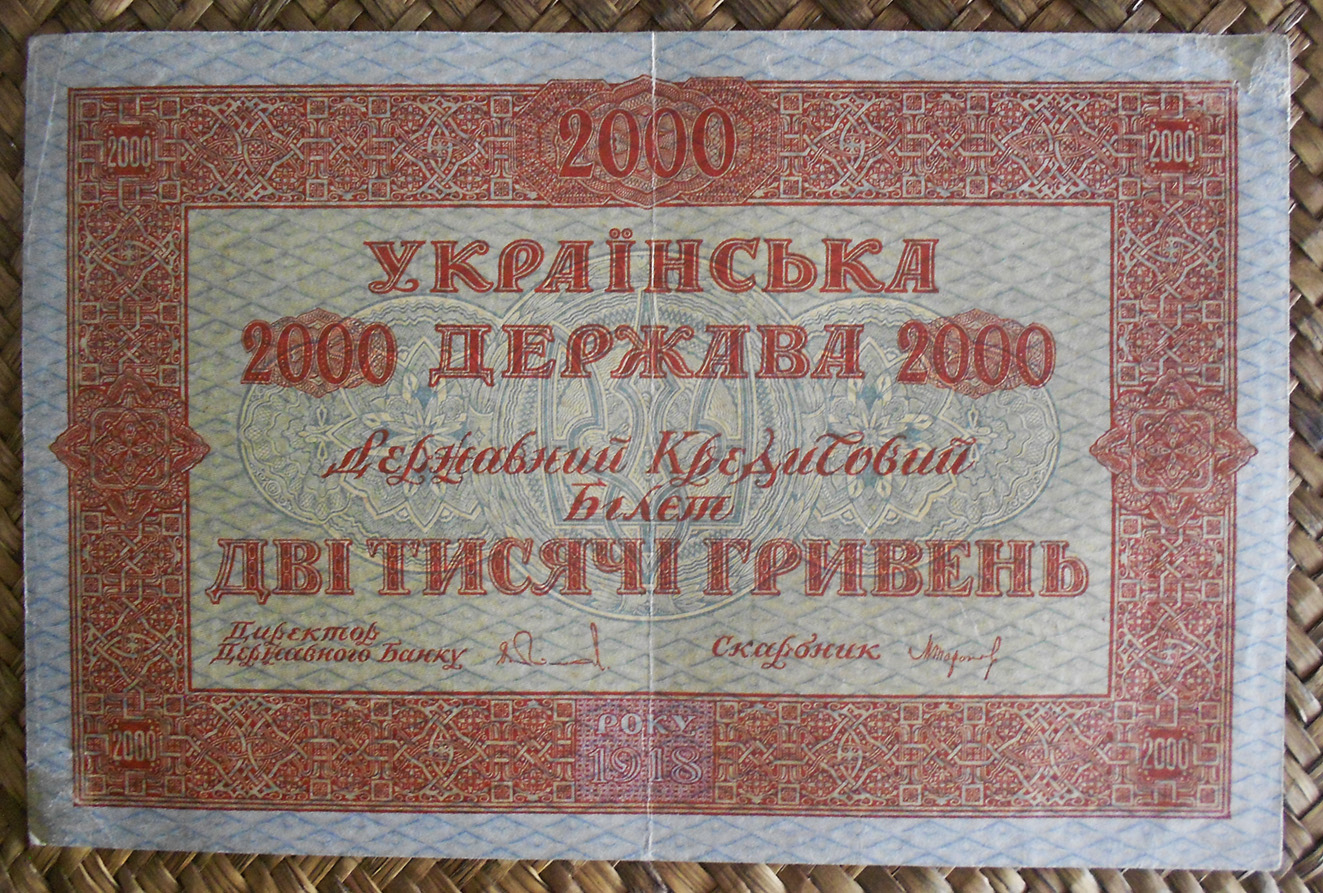 2000
2000 2000
УКРАЇНСЬКА
2000 ДЕРЖАВА 2000
Державний Кредитовий
Білєт
ДВІ ТИСЯЧІ ГРИВЕНЬ
Директор
Державного Банку
Скарбник
РОКУ
1918
2000 2000